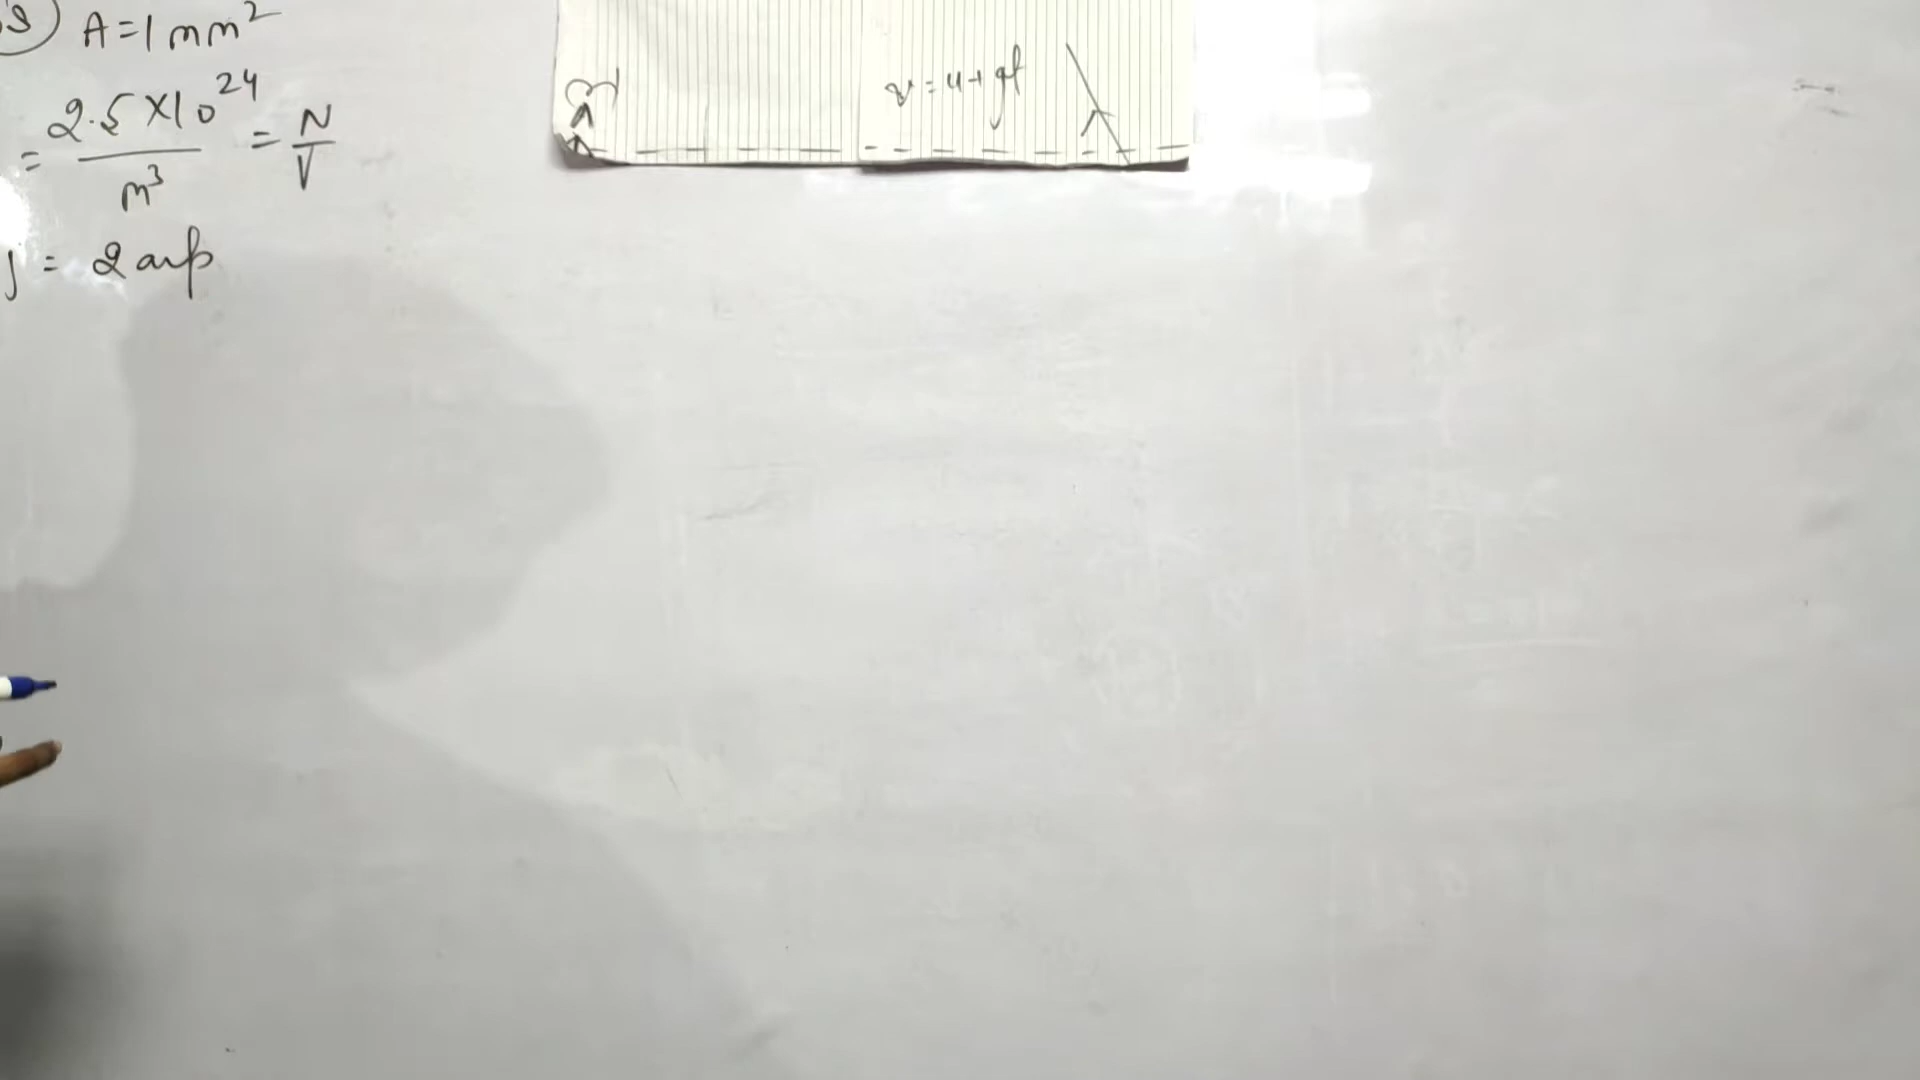 A = 1 mm²
= 2.5 × 10²⁴ / m³ = N / V
= 2 amp
v = u + gt